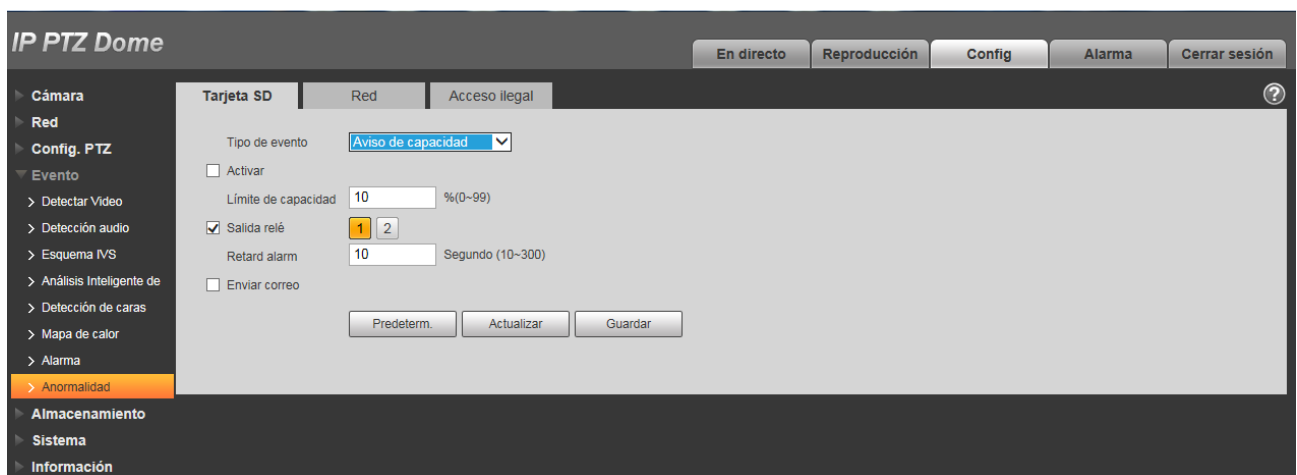 IP PTZ Dome
En directo
Reproducción
Config
Alarma
Cerrar sesión
Cámara
Red
Config. PTZ
Evento
Detectar Video
Detección audio
Esquema IVS
Análisis Inteligente de
Detección de caras
Mapa de calor
Alarma
Anormalidad
Almacenamiento
Sistema
Información
Tarjeta SD
Red
Acceso ilegal
?
Tipo de evento Aviso de capacidad
Activar
Límite de capacidad 10 %(0~99)
Salida relé 1 2
Retard alarm 10 Segundo (10~300)
Enviar correo
Predeterm. Actualizar Guardar